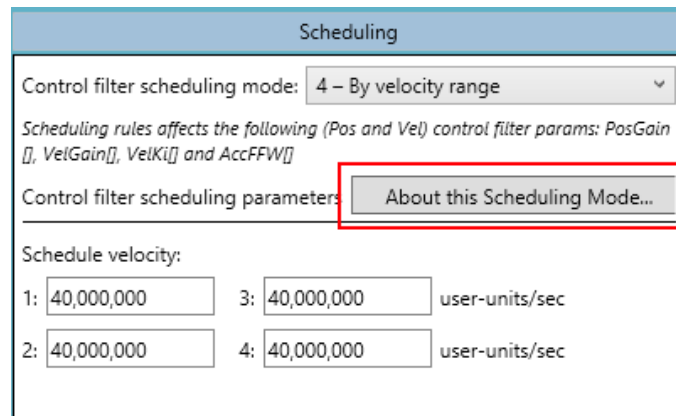 Scheduling
Control filter scheduling mode: 4 – By velocity range
Scheduling rules affects the following (Pos and Vel) control filter params: PosGain
[], VelGain[], VelKi[] and AccFFW[]
Control filter scheduling parameters About this Scheduling Mode...
Schedule velocity:
1: 40,000,000 3: 40,000,000 user-units/sec
2: 40,000,000 4: 40,000,000 user-units/sec